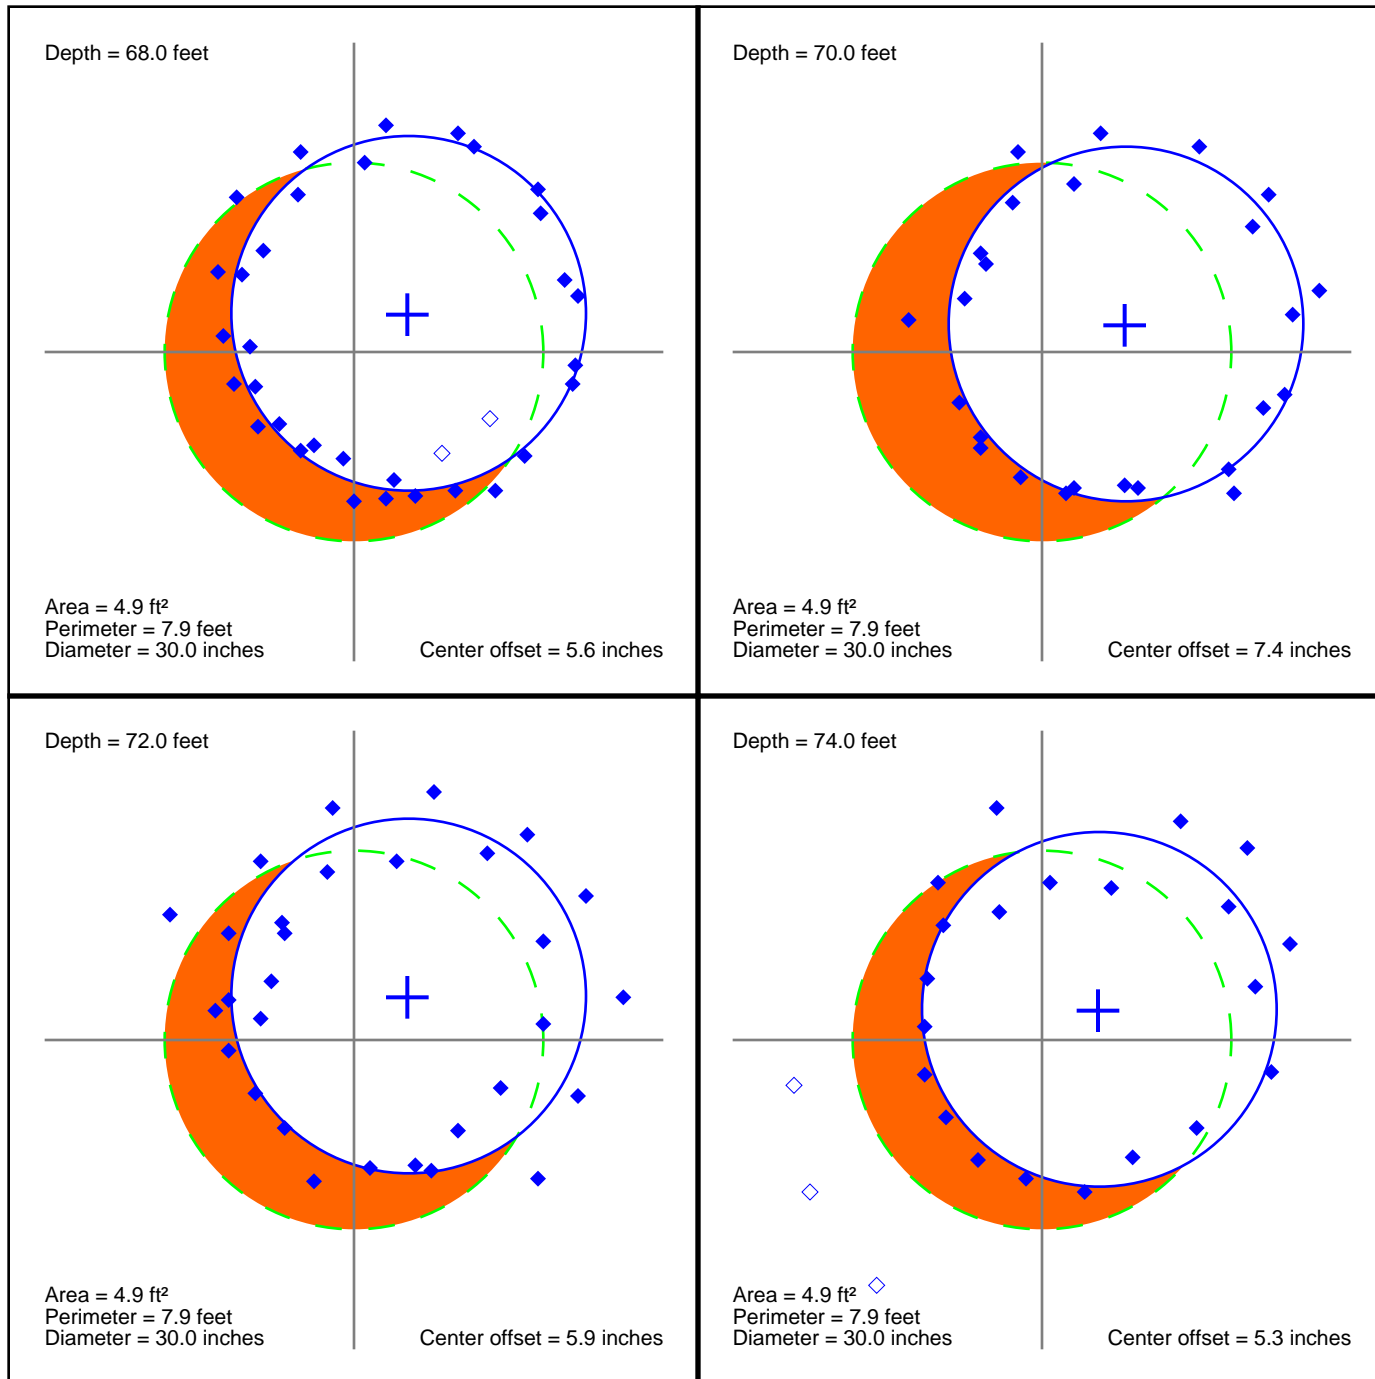 Depth = 68.0 feet
Area = 4.9 ft²
Perimeter = 7.9 feet
Diameter = 30.0 inches
Center offset = 5.6 inches
Depth = 70.0 feet
Area = 4.9 ft²
Perimeter = 7.9 feet
Diameter = 30.0 inches
Center offset = 7.4 inches
Depth = 72.0 feet
Area = 4.9 ft²
Perimeter = 7.9 feet
Diameter = 30.0 inches
Center offset = 5.9 inches
Depth = 74.0 feet
Area = 4.9 ft²
Perimeter = 7.9 feet
Diameter = 30.0 inches
Center offset = 5.3 inches